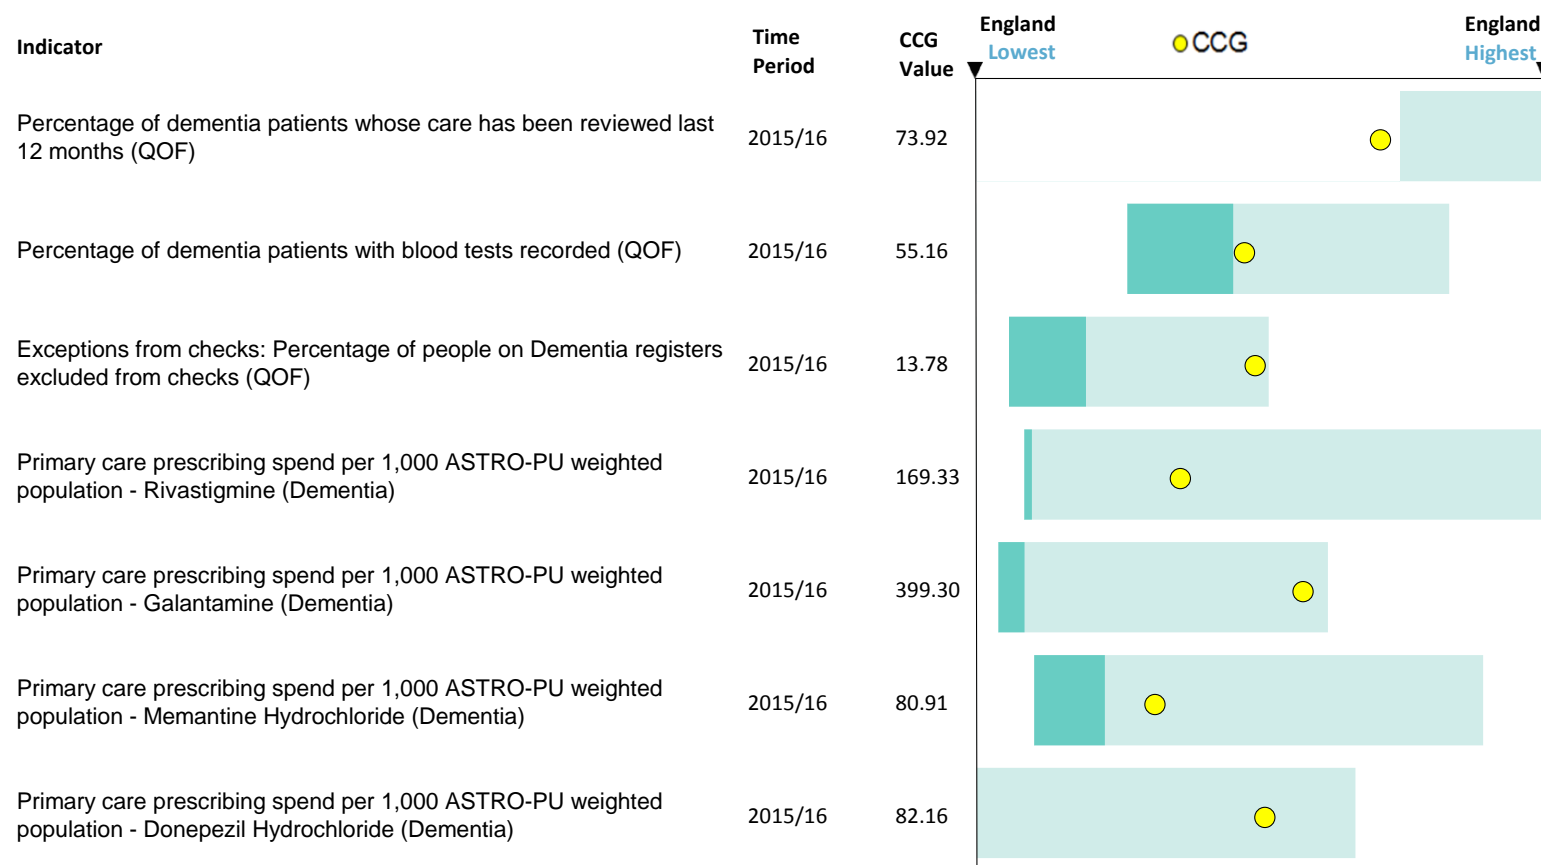 Indicator
Time
Period
CCG
Value
England
Lowest
CCG
England
Highest
Percentage of dementia patients whose care has been reviewed last
12 months (QOF)
2015/16
73.92
Percentage of dementia patients with blood tests recorded (QOF)
2015/16
55.16
Exceptions from checks: Percentage of people on Dementia registers
excluded from checks (QOF)
2015/16
13.78
Primary care prescribing spend per 1,000 ASTRO-PU weighted
population - Rivastigmine (Dementia)
2015/16
169.33
Primary care prescribing spend per 1,000 ASTRO-PU weighted
population - Galantamine (Dementia)
2015/16
399.30
Primary care prescribing spend per 1,000 ASTRO-PU weighted
population - Memantine Hydrochloride (Dementia)
2015/16
80.91
Primary care prescribing spend per 1,000 ASTRO-PU weighted
population - Donepezil Hydrochloride (Dementia)
2015/16
82.16